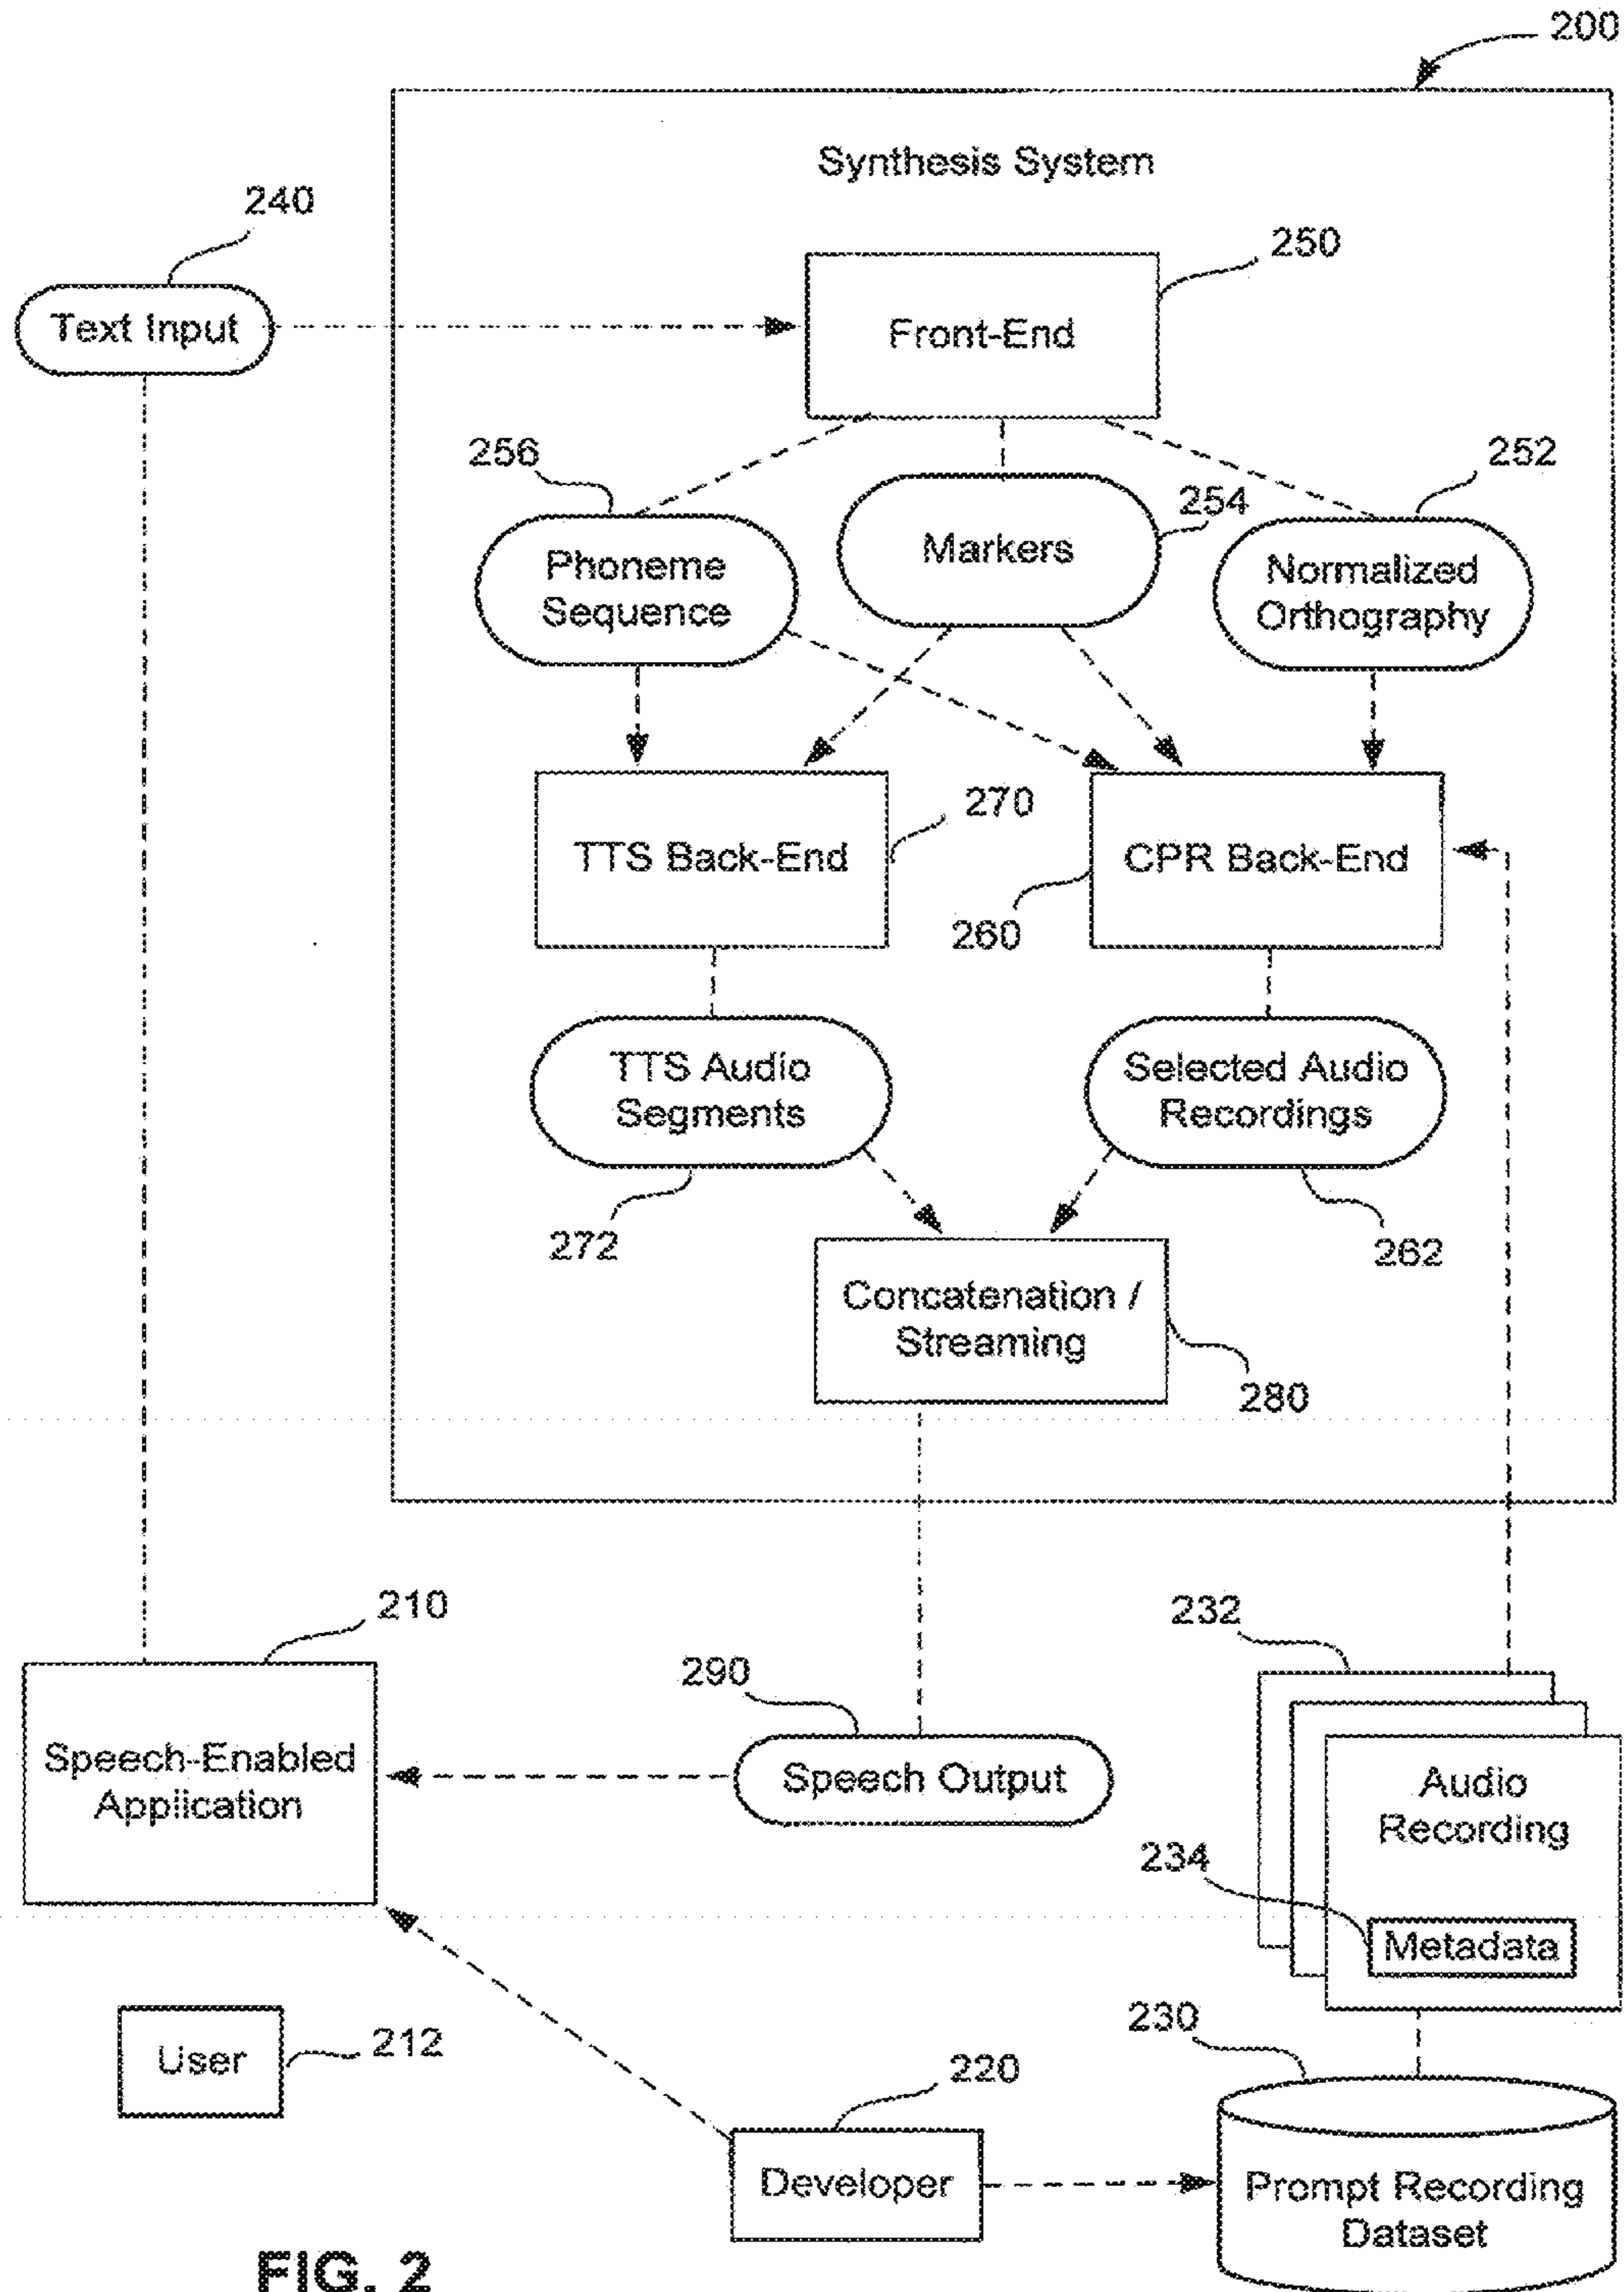 200
Synthesis System
240
250
Text Input
Front-End
256
252
254
Phoneme
Sequence
Markers
Normalized
Orthography
270
TTS Back-End
CPR Back-End
260
TTS Audio
Segments
Selected Audio
Recordings
272
262
Concatenation /
Streaming
280
210
232
290
Speech-Enabled
Application
Speech Output
Audio
Recording
234
Metadata
230
User
212
220
Developer
Prompt Recording
Dataset
FIG. 2